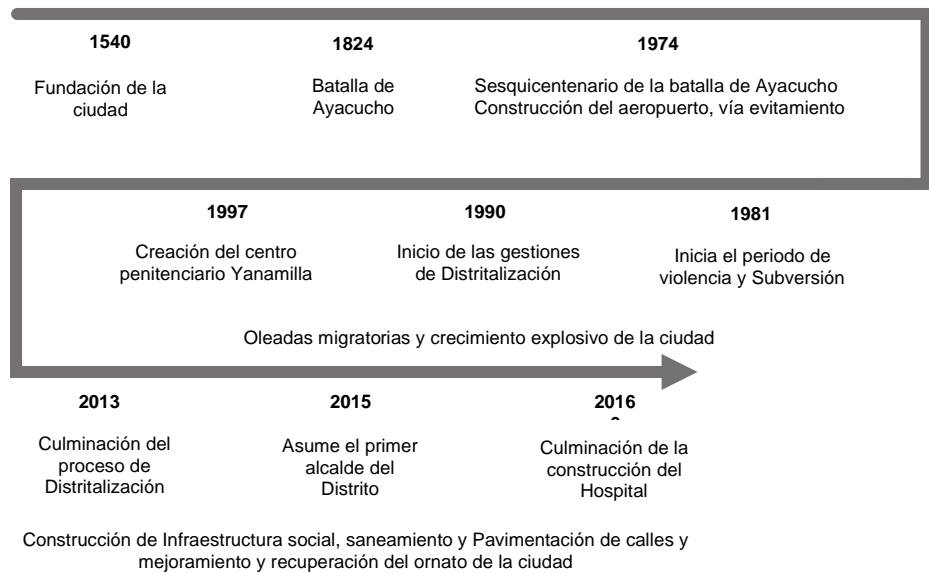 1540
Fundación de la
ciudad
1824
Batalla de
Ayacucho
1974
Sesquicentenario de la batalla de Ayacucho
Construcción del aeropuerto, vía evitamiento
1997
Creación del centro
penitenciario Yanamilla
1990
Inicio de las gestiones
de Distritalización
1981
Inicia el periodo de
violencia y Subversión
Oleadas migratorias y crecimiento explosivo de la ciudad
2013
Culminación del
proceso de
Distritalización
2015
Asume el primer
alcalde del
Distrito
2016
Culminación de la
construcción del
Hospital
Construcción de Infraestructura social, saneamiento y Pavimentación de calles y
mejoramiento y recuperación del ornato de la ciudad